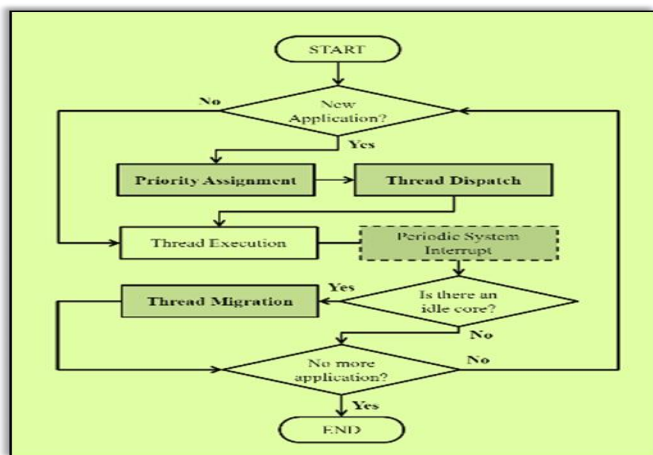 START
No
New
Application?
Yes
Priority Assignment
Thread Dispatch
Thread Execution
Periodic System
Interrupt
Yes
Thread Migration
Is there an
idle core?
No
No more
application?
No
Yes
END